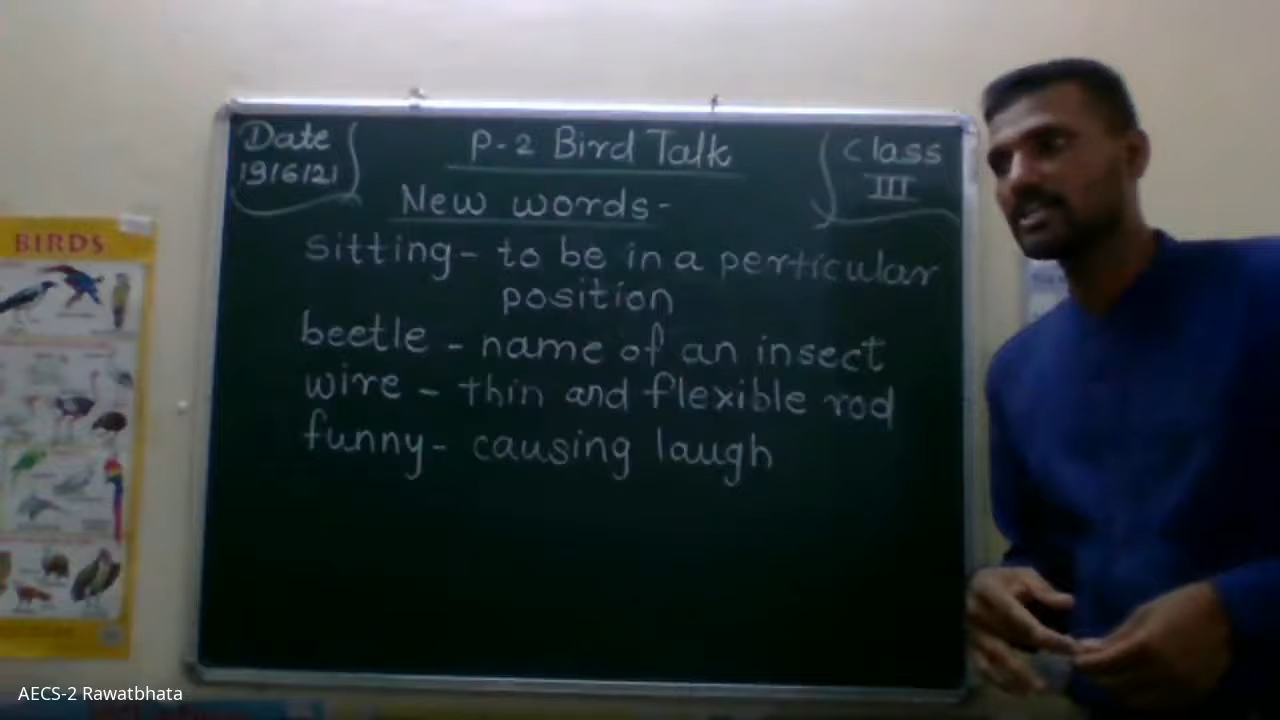 Date
19/6/21
P-2 Bird Talk
Class
III
New words-
sitting- to be in a perticular
position
beetle - name of an insect
wire - thin and flexible rod
funny- causing laugh
BIRDS
AECS-2 Rawatbhata